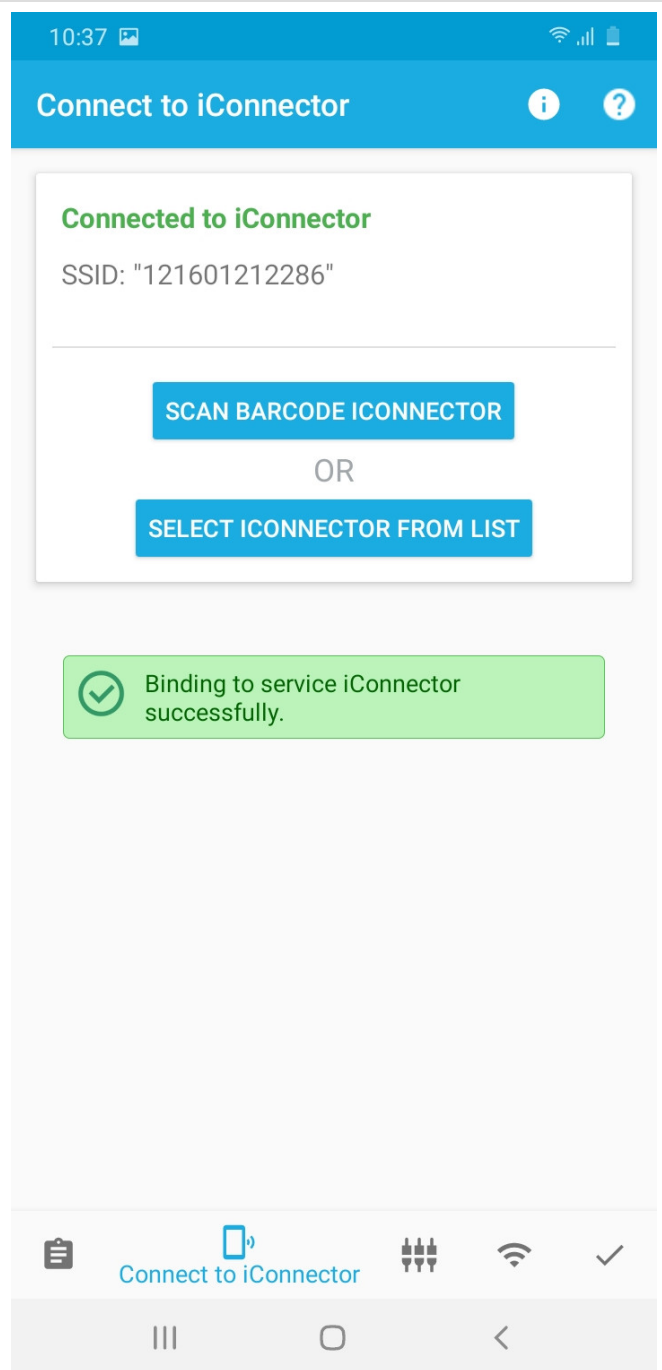 10:37
Connect to iConnector
Connected to iConnector
SSID: "121601212286"
SCAN BARCODE ICONNECTOR
OR
SELECT ICONNECTOR FROM LIST
Binding to service iConnector
successfully.
Connect to iConnector